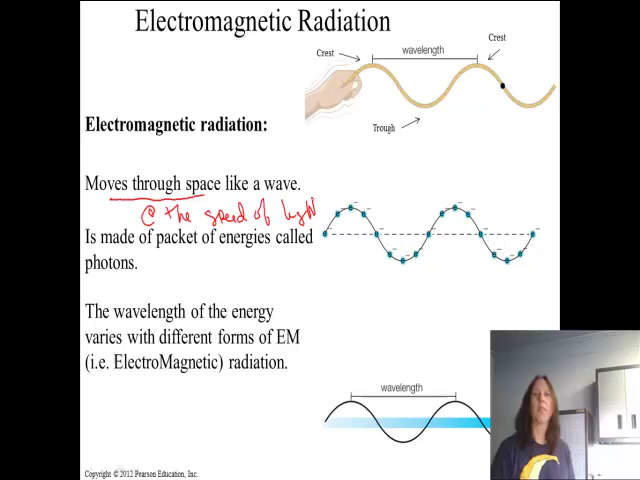 Electromagnetic Radiation
Crest
wavelength
Crest
Trough
Electromagnetic radiation:
Moves through space like a wave.
@ the speed of light
Is made of packet of energies called
photons.
The wavelength of the energy
varies with different forms of EM
(i.e. ElectroMagnetic) radiation.
wavelength
Copyright © 2012 Pearson Education, Inc.